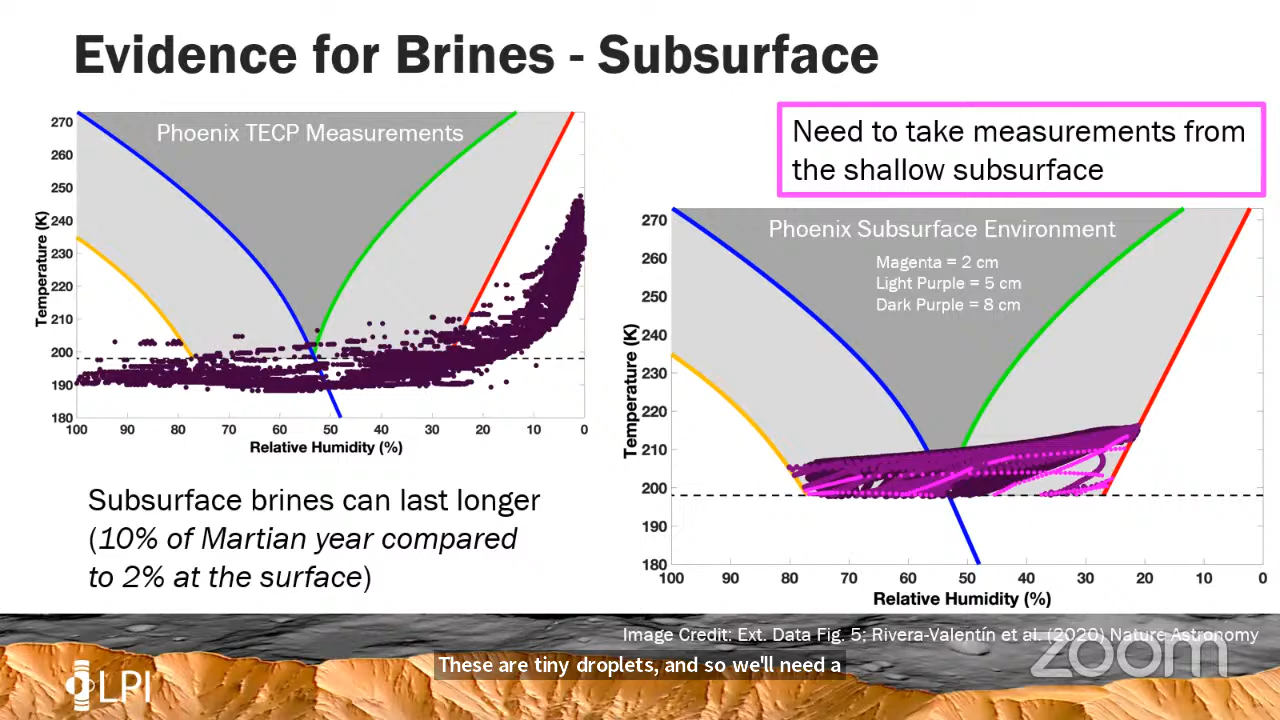 Evidence for Brines - Subsurface
Phoenix TECP Measurements
270
260
250
240
230
220
210
200
190
180
Temperature (K)
100 90 80 70 60 50 40 30 20 10 0
Relative Humidity (%)
Subsurface brines can last longer
(10% of Martian year compared
to 2% at the surface)
Need to take measurements from
the shallow subsurface
Phoenix Subsurface Environment
Magenta = 2 cm
Light Purple = 5 cm
Dark Purple = 8 cm
270
260
250
240
230
220
210
200
190
180
Temperature (K)
100 90 80 70 60 50 40 30 20 10 0
Relative Humidity (%)
Image Credit: Ext. Data Fig. 5; Rivera-Valentín et al. (2020) Nature Astronomy
These are tiny droplets, and so we'll need a
LPI
zoom